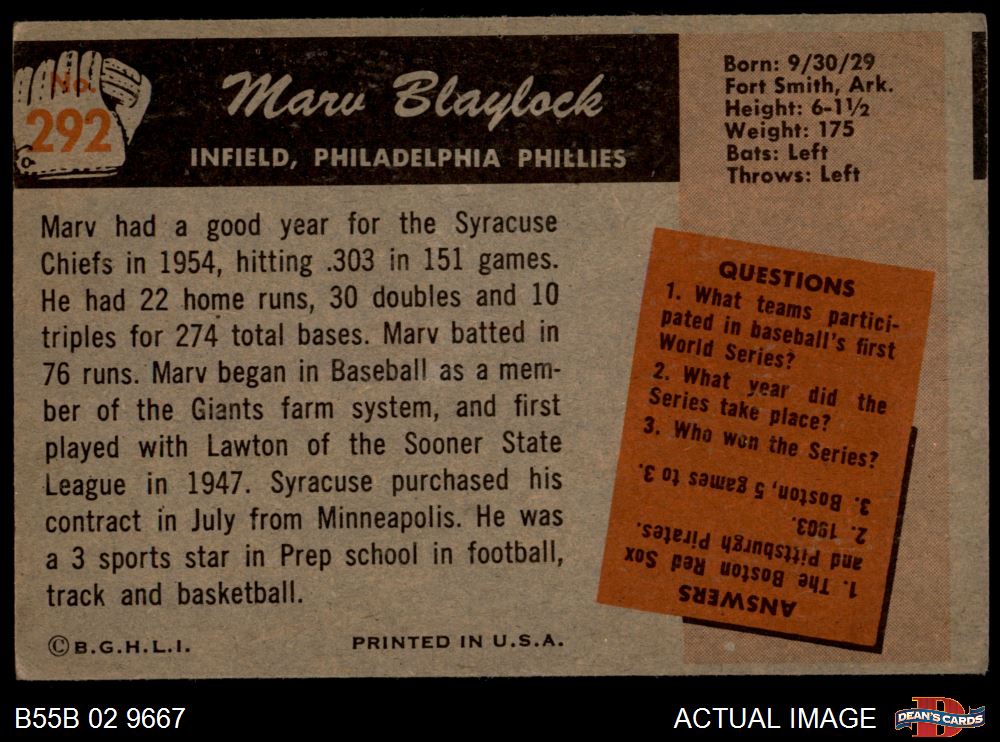 No.
292
Marv Blaylock
INFIELD, PHILADELPHIA PHILLIES
Born: 9/30/29
Fort Smith, Ark.
Height: 6-1½
Weight: 175
Bats: Left
Throws: Left
Marv had a good year for the Syracuse
Chiefs in 1954, hitting .303 in 151 games.
He had 22 home runs, 30 doubles and 10
triples for 274 total bases. Marv batted in
76 runs. Marv began in Baseball as a mem-
ber of the Giants farm system, and first
played with Lawton of the Sooner State
League in 1947. Syracuse purchased his
contract in July from Minneapolis. He was
a 3 sports star in Prep school in football,
track and basketball.
©B.G.H.L.I.
PRINTED IN U.S.A.
QUESTIONS
1. What teams partici-
pated in baseball's first
World Series?
2. What year did the
Series take place?
3. Who won the Series?
ANSWERS
1. The Boston Red Sox
and Pittsburgh Pirates.
2. 1903.
3. Boston, 5 games to 3.
B55B 02 9667
ACTUAL IMAGE
D
DEAN'S CARDS